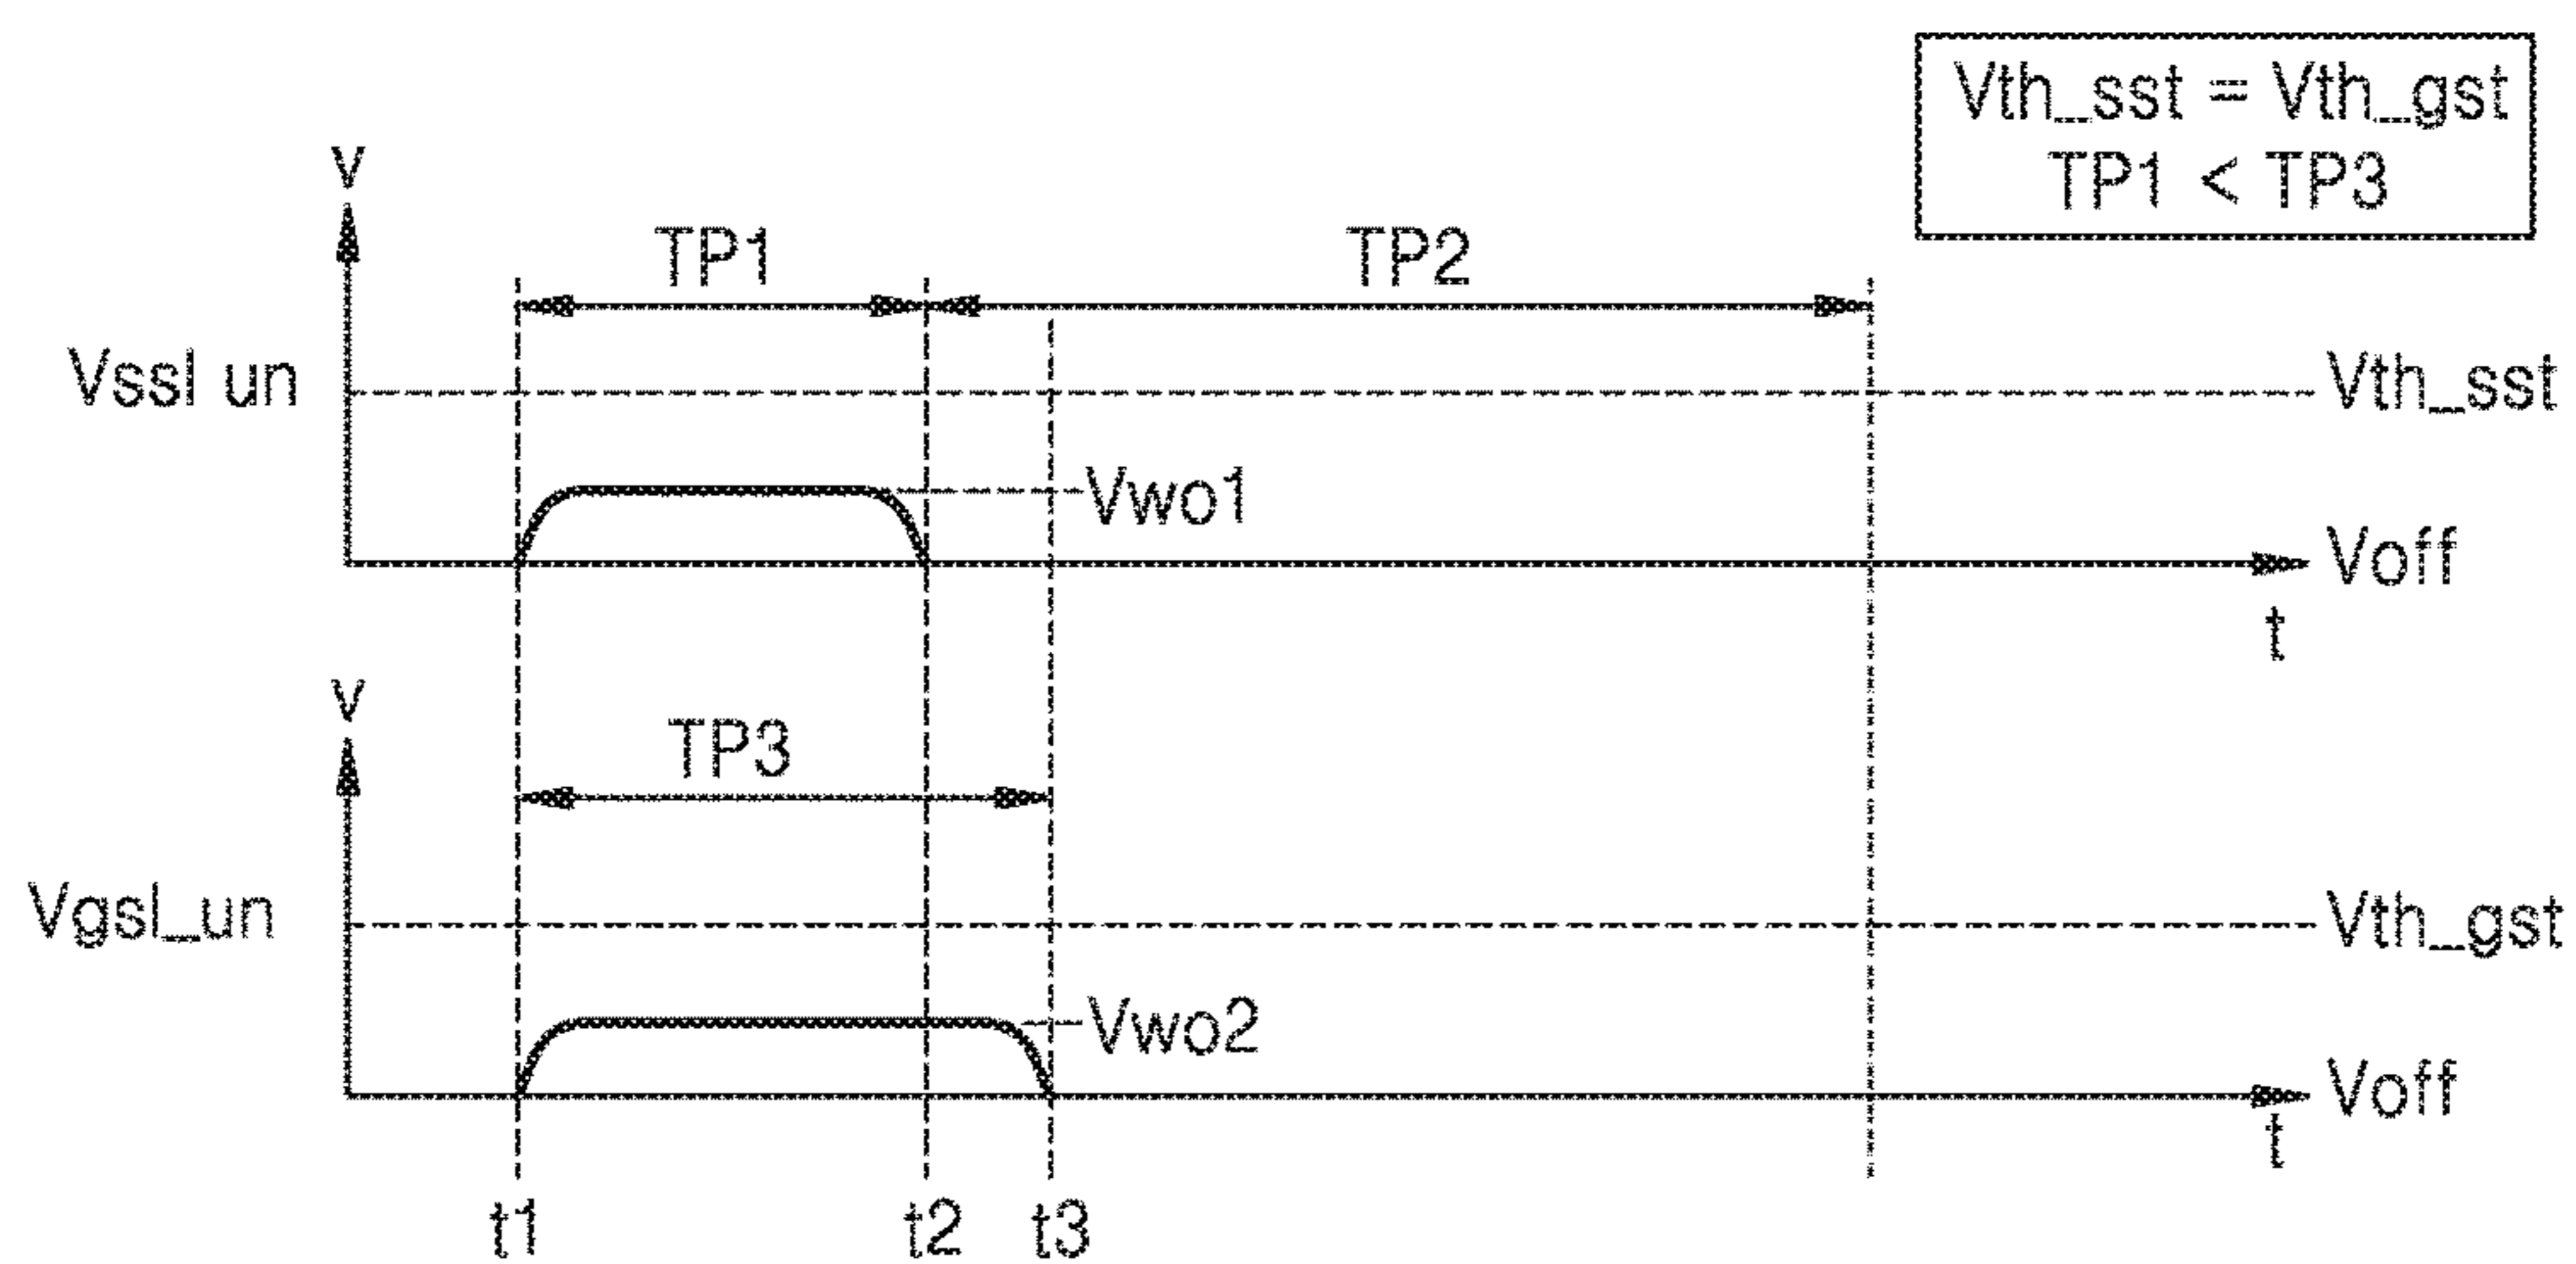 Vth_sst = Vth_gst
TP1 < TP3
v
TP1
TP2
Vssl un
Vth_sst
Vwo1
Voff
t
v
TP3
Vgsl_un
Vth_gst
Vwo2
Voff
t
t1
t2
t3